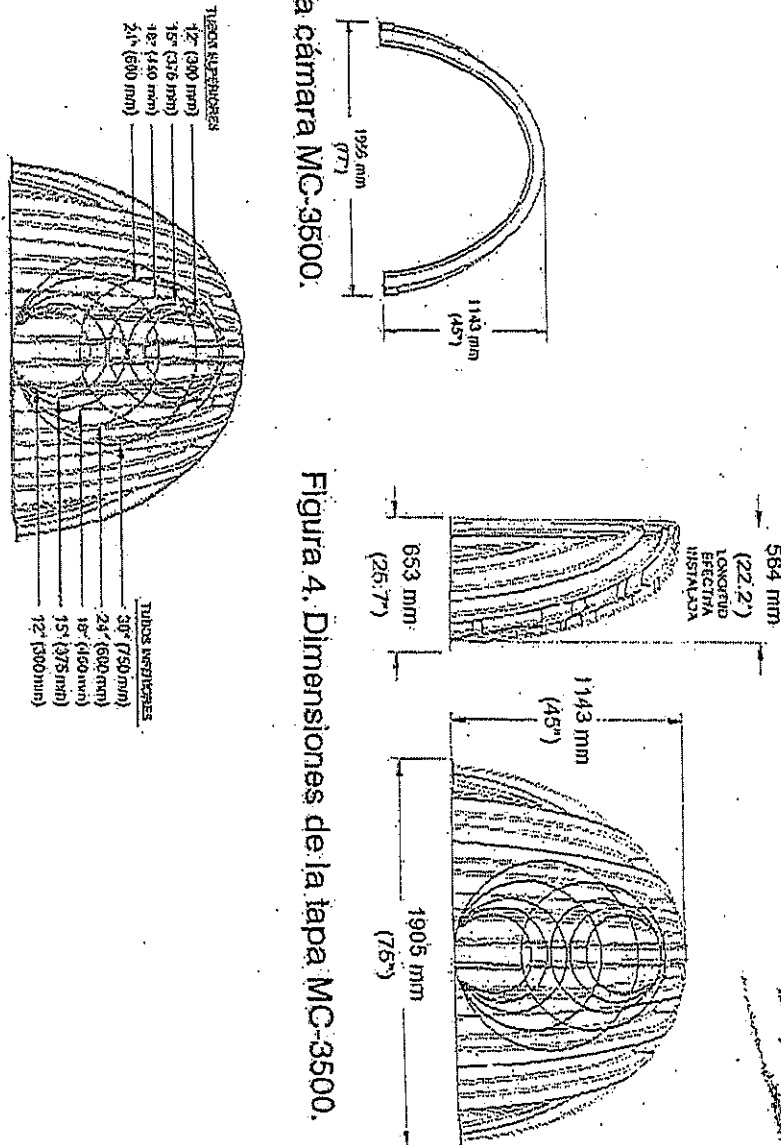 a cámara MC-3500.
1956 mm
(77")
1143 mm
(45")
TUBOS SUPERIORES
12" (300 mm)
15" (375 mm)
18" (450 mm)
24" (600 mm)
TUBOS INFERIORES
30" (750 mm)
24" (600 mm)
18" (450 mm)
15" (375 mm)
12" (300 mm)
564 mm
(22.2")
LONGITUD
EFECTIVA
INSTALADA
653 mm
(25.7")
1143 mm
(45")
1905 mm
(75")
Figura 4. Dimensiones de la tapa MC-3500.